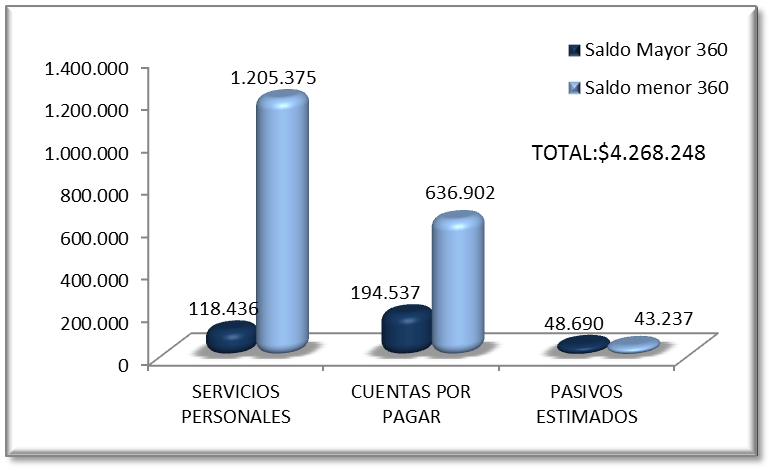 Saldo Mayor 360
Saldo menor 360
TOTAL:$4.268.248
1.400.000
1.200.000
1.000.000
800.000
600.000
400.000
200.000
0
118.436
1.205.375
194.537
636.902
48.690
43.237
SERVICIOS
PERSONALES
CUENTAS POR
PAGAR
PASIVOS
ESTIMADOS